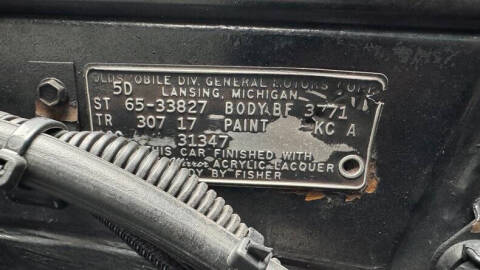 OLDSMOBILE DIV. GENERAL MOTORS CORP.
5D LANSING, MICHIGAN
ST 65-33827 BODY BF 3771
TR 307 17 PAINT KC A
31347
THIS CAR FINISHED WITH
Mirror ACRYLIC-LACQUER
BY FISHER